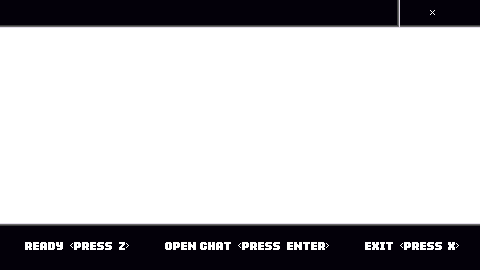 ×
READY <PRESS Z> OPEN CHAT <PRESS ENTER> EXIT <PRESS X>